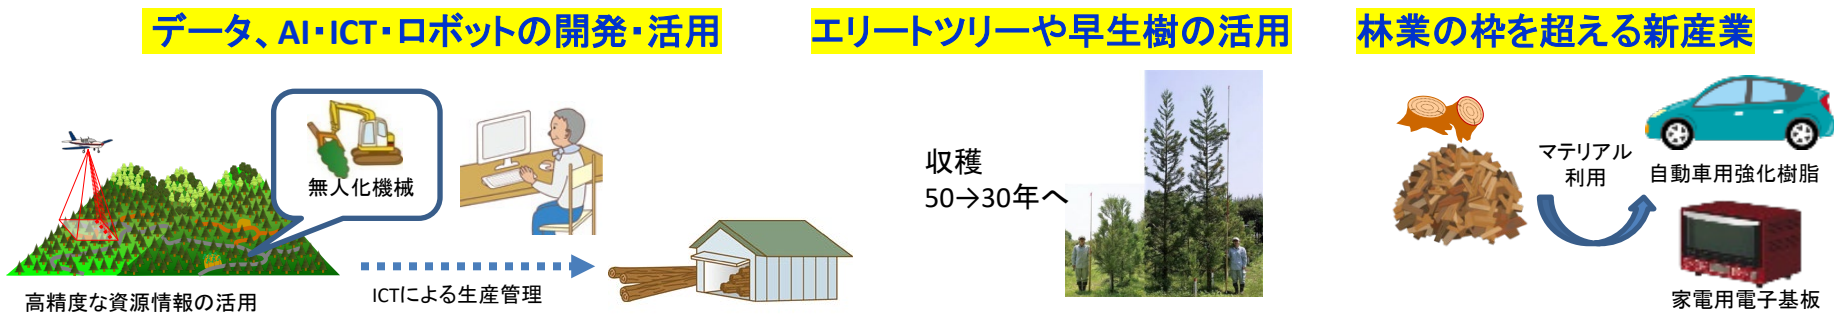 データ、AI・ICT・ロボットの開発・活用
無人化機械
高精度な資源情報の活用
ICTによる生産管理
エリートツリーや早生樹の活用
収穫
50→30年へ
林業の枠を超える新産業
マテリアル
利用
自動車用強化樹脂
家電用電子基板